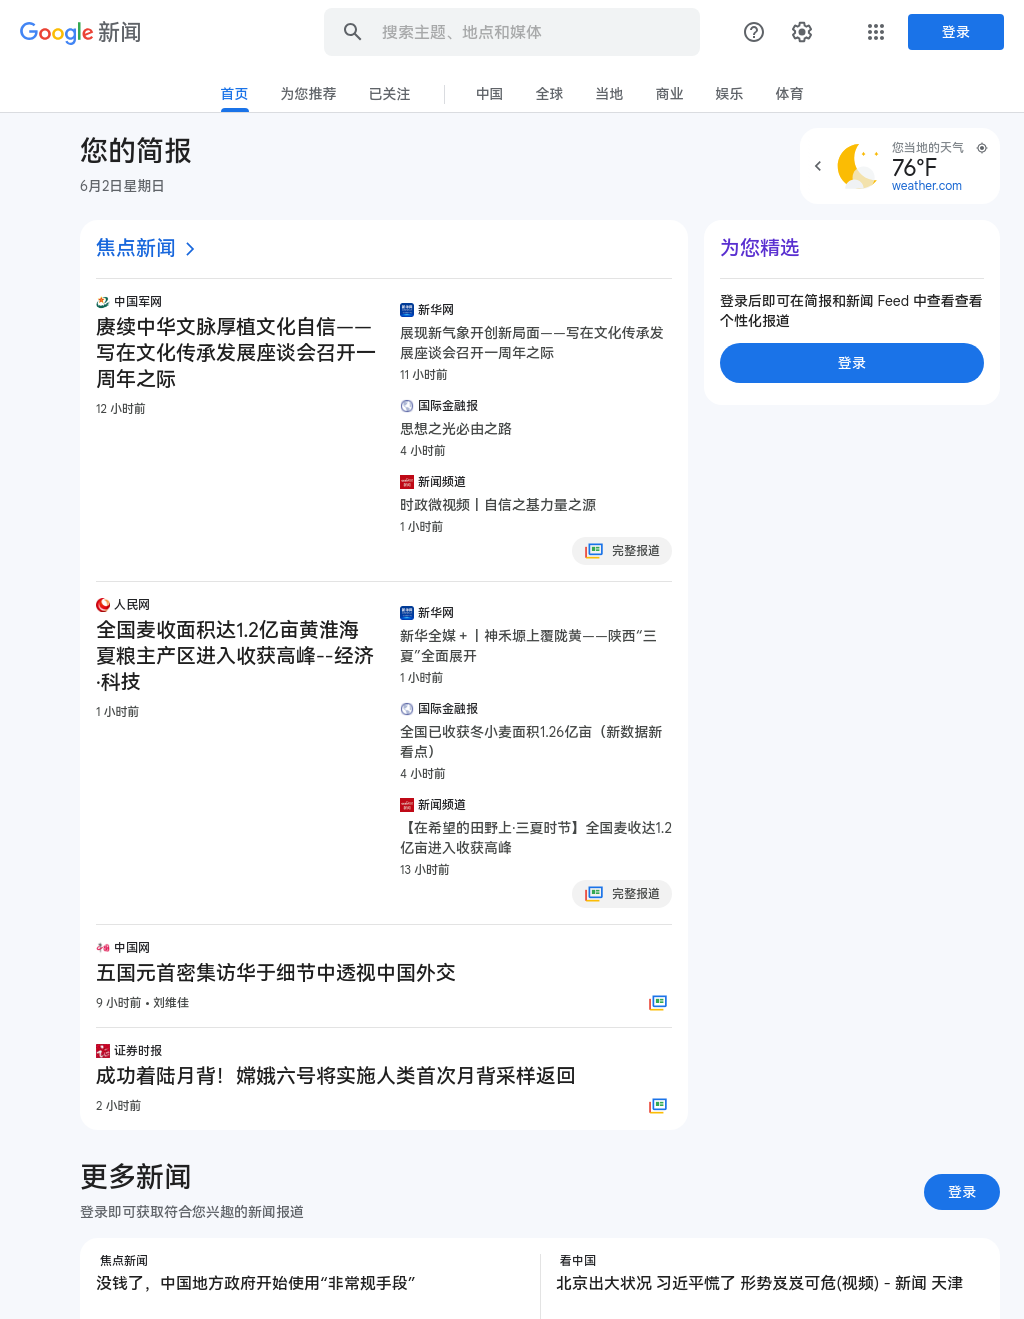 Google 新闻
搜索主题、地点和媒体
登录
首页
为您推荐
已关注
中国
全球
当地
商业
娱乐
体育
您的简报
6月2日星期日
您当地的天气
76°F
weather.com
焦点新闻
中国军网
赓续中华文脉厚植文化自信——
写在文化传承发展座谈会召开一
周年之际
12 小时前
新华网
展现新气象开创新局面——写在文化传承发
展座谈会召开一周年之际
11 小时前
国际金融报
思想之光必由之路
4 小时前
新闻频道
时政微视频丨自信之基力量之源
1 小时前
完整报道
人民网
全国麦收面积达1.2亿亩黄淮海
夏粮主产区进入收获高峰--经济
·科技
1 小时前
新华网
新华全媒＋丨神禾塬上覆陇黄——陕西“三
夏”全面展开
1 小时前
国际金融报
全国已收获冬小麦面积1.26亿亩（新数据新
看点）
4 小时前
新闻频道
【在希望的田野上·三夏时节】全国麦收达1.2
亿亩进入收获高峰
13 小时前
完整报道
中国网
五国元首密集访华于细节中透视中国外交
9 小时前 • 刘维佳
证券时报
成功着陆月背！嫦娥六号将实施人类首次月背采样返回
2 小时前
为您精选
登录后即可在简报和新闻 Feed 中查看查看
个性化报道
登录
更多新闻
登录即可获取符合您兴趣的新闻报道
登录
焦点新闻
没钱了，中国地方政府开始使用“非常规手段”
看中国
北京出大状况 习近平慌了 形势岌岌可危(视频) - 新闻 天津